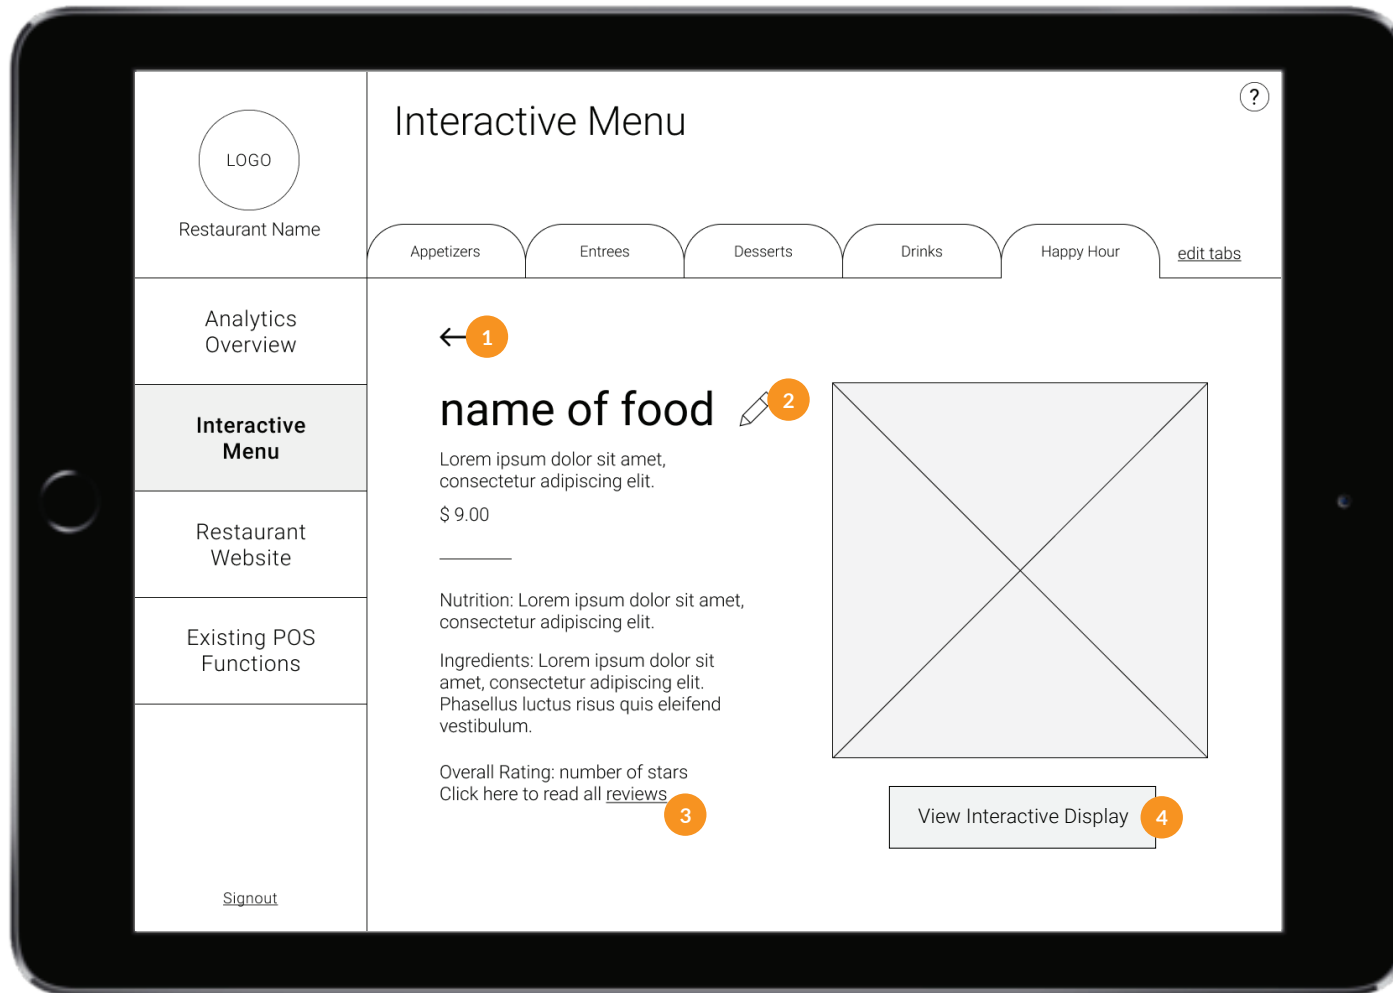 LOGO
Restaurant Name
Analytics
Overview
Interactive
Menu
Restaurant
Website
Existing POS
Functions
Signout
Interactive Menu
?
Appetizers
Entrees
Desserts
Drinks
Happy Hour
edit tabs
1
name of food
2
Lorem ipsum dolor sit amet,
consectetur adipiscing elit.
$ 9.00
Nutrition: Lorem ipsum dolor sit amet,
consectetur adipiscing elit.
Ingredients: Lorem ipsum dolor sit
amet, consectetur adipiscing elit.
Phasellus luctus risus quis eleifend
vestibulum.
Overall Rating: number of stars
Click here to read all reviews
3
View Interactive Display
4